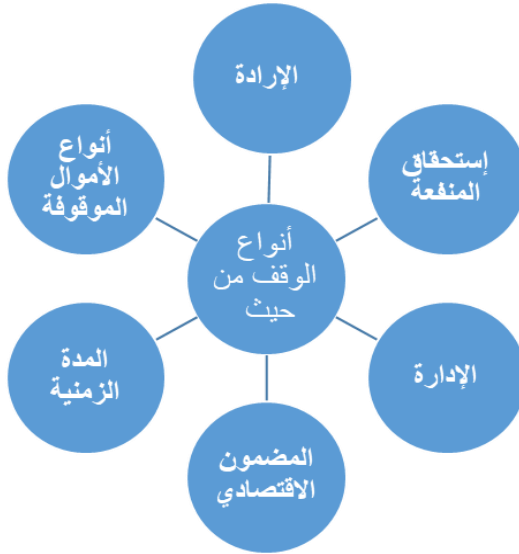 الإرادة
إستحقاق
المنفعة
الإدارة
المضمون
الاقتصادي
المدة
الزمنية
أنواع
الأموال
الموقوفة
أنواع
الوقف من
حيث